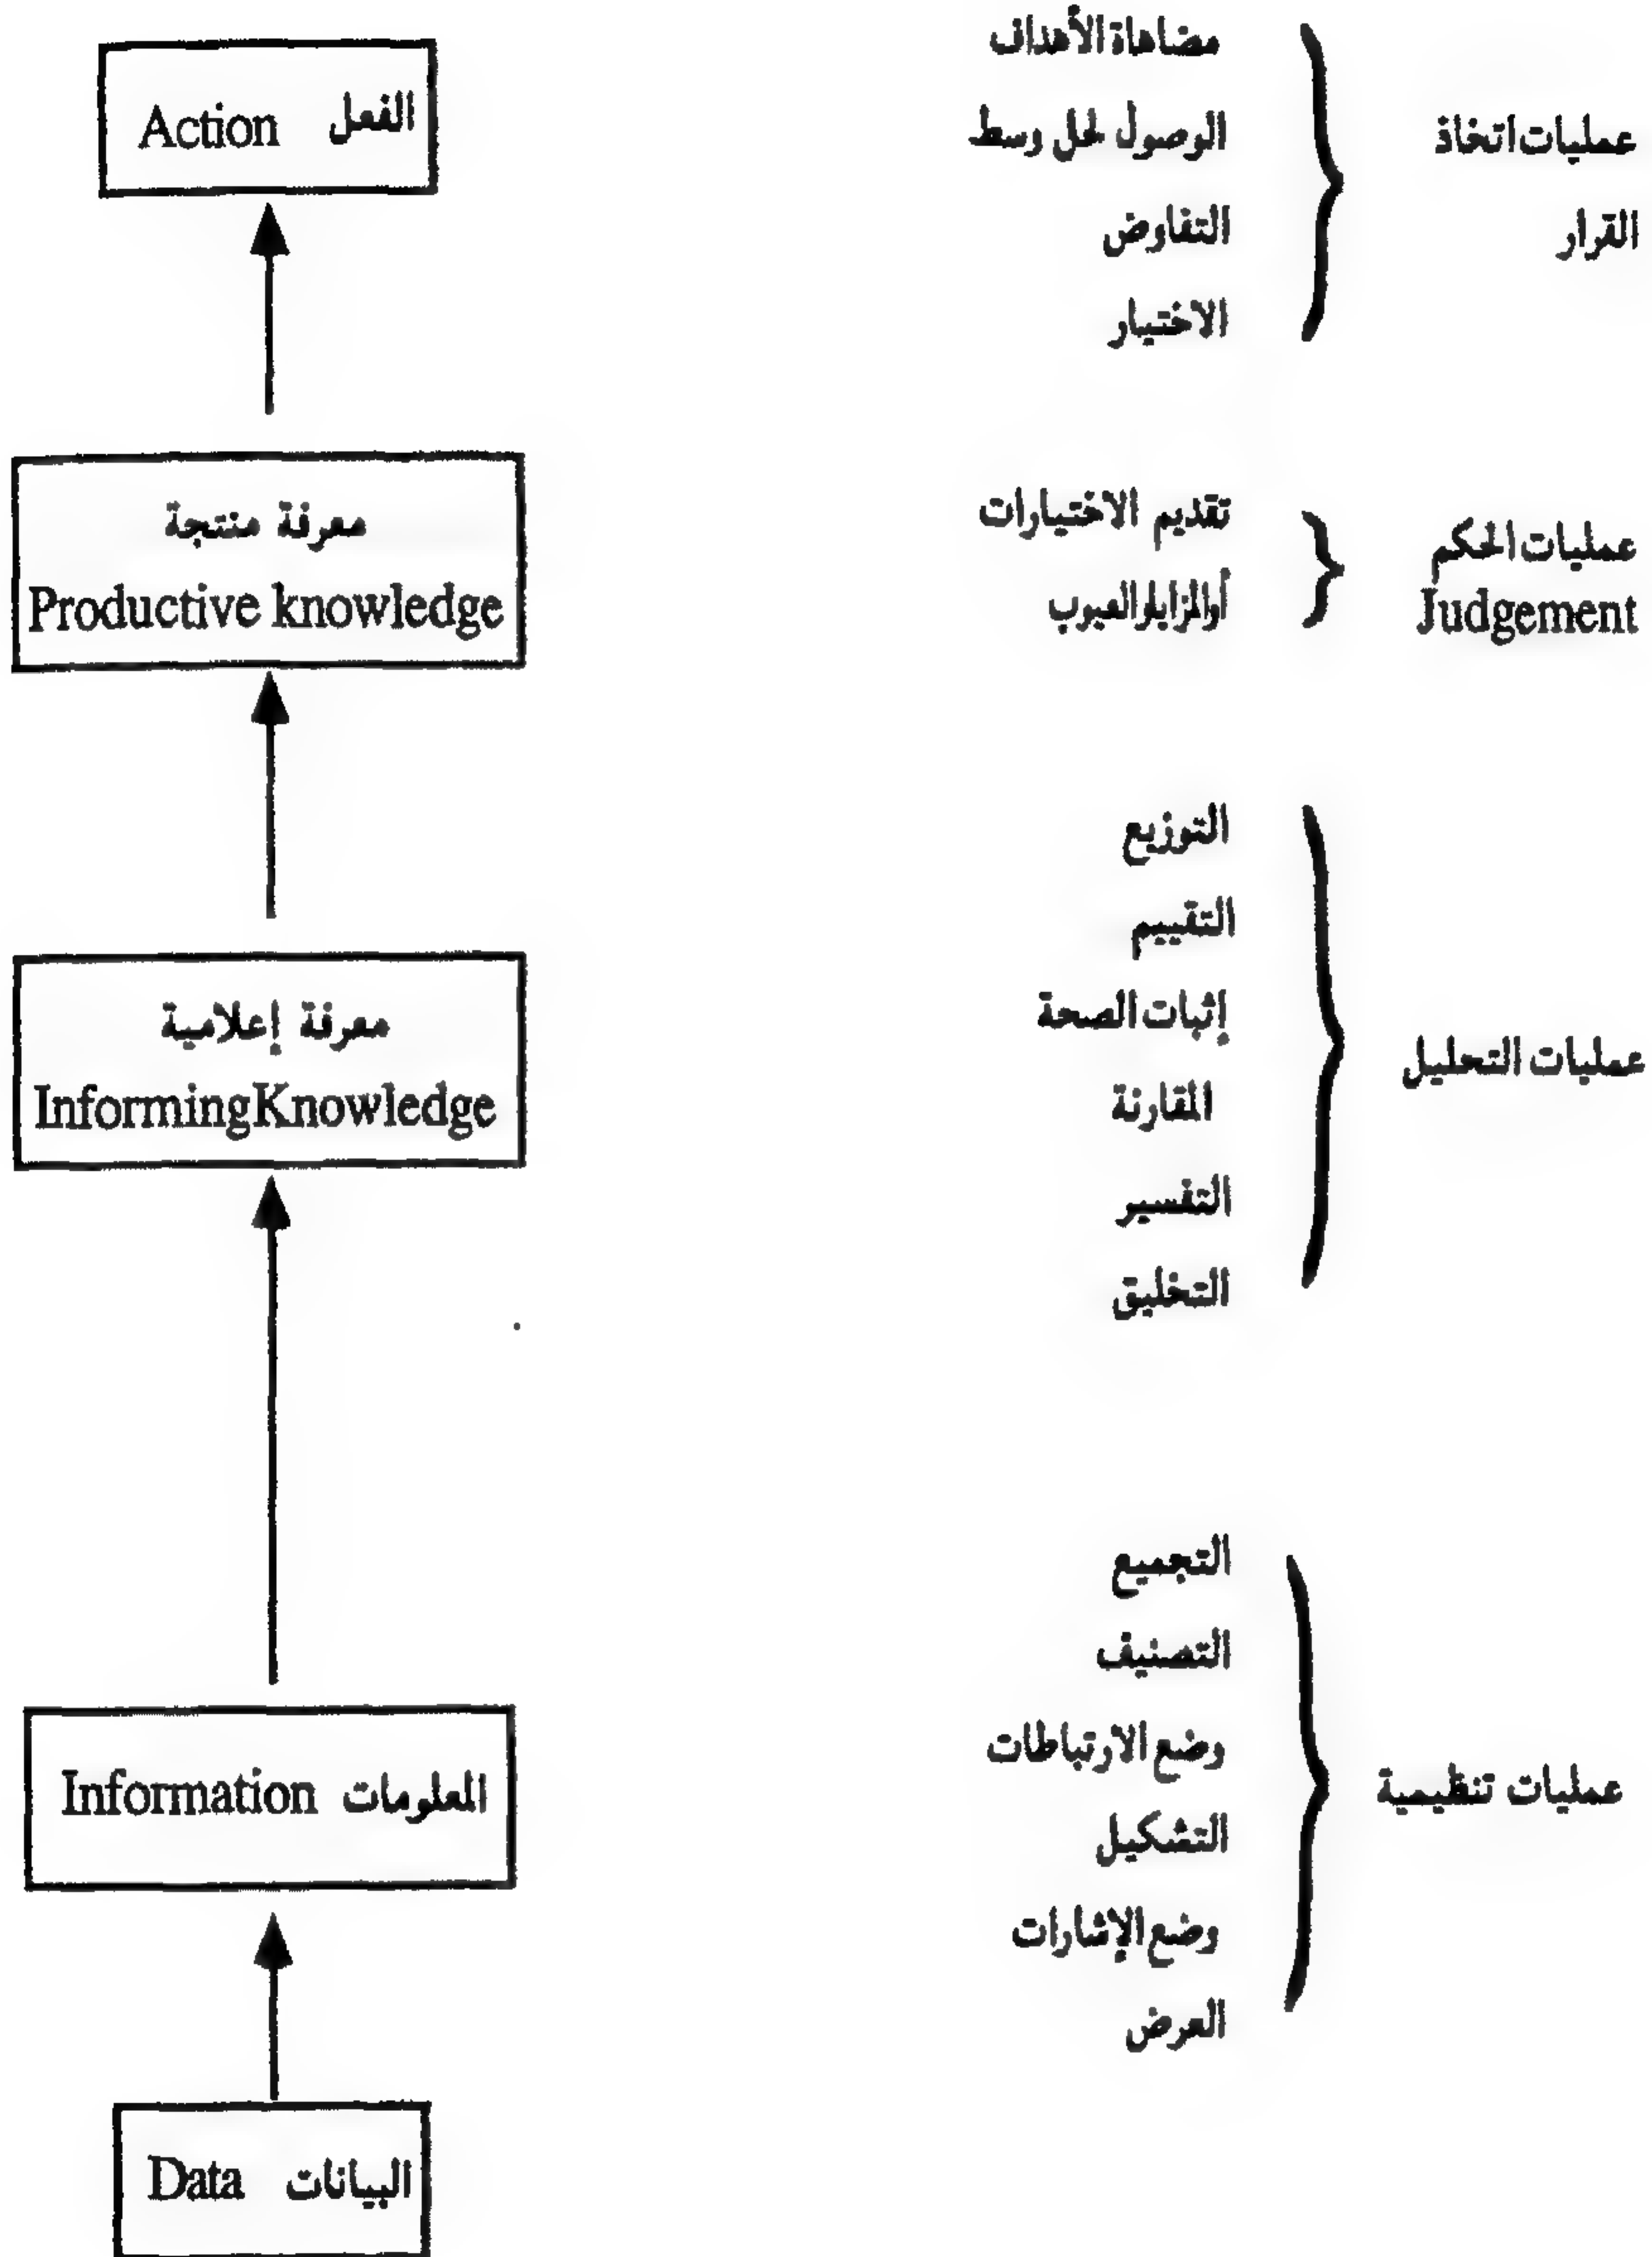 عمليات اتخاذ
القرار
مضاهاة الأهداف
الوصول لحل وسط
التفاوض
الاختيار
الفعل Action
عمليات الحكم
Judgement
تقديم الاختيارات
أوالمزايا والعيوب
معرفة منتجة
Productive knowledge
عمليات التحليل
التوزيع
التقييم
إثبات الصحة
المقارنة
التفسير
التخليق
معرفة إعلامية
InformingKnowledge
عمليات تنظيمية
التجميع
التصنيف
وضع الارتباطات
التشكيل
وضع الإشارات
العرض
المعلومات Information
البيانات Data